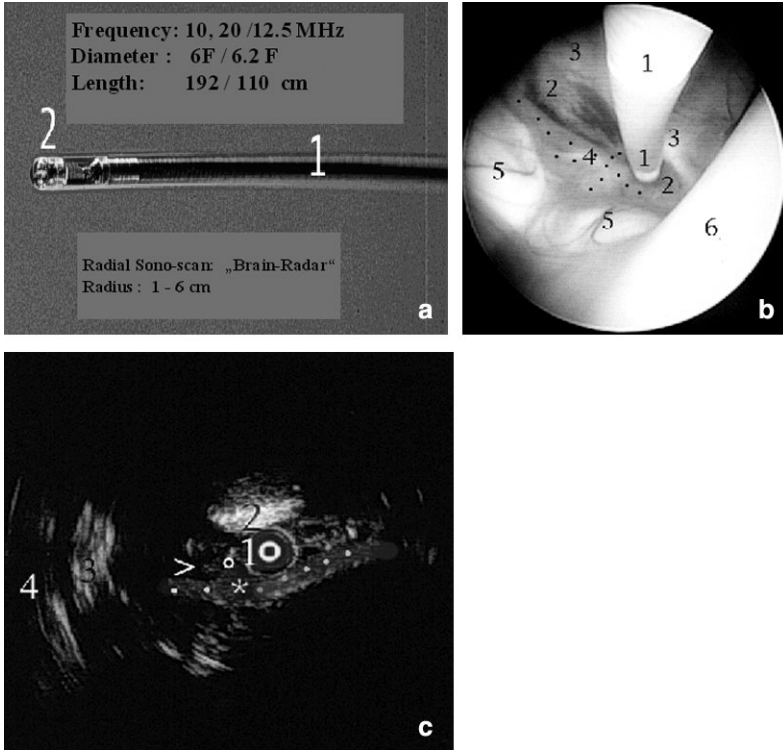 Frequency: 10, 20 /12.5 MHz
Diameter : 6F / 6.2 F
Length: 192 / 110 cm
2
1
Radial Sono-scan: „Brain-Radar“
Radius : 1 - 6 cm
a
3
1
2
3
4
1
5
2
5
6
b
2
1
>
3
4
*
c